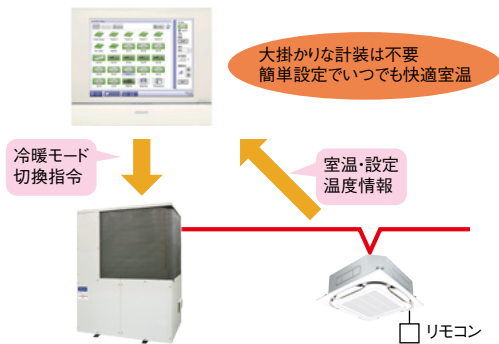 大掛かりな計装は不要
簡単設定でいつでも快適室温
冷暖モード
切換指令
室温・設定
温度情報
リモコン